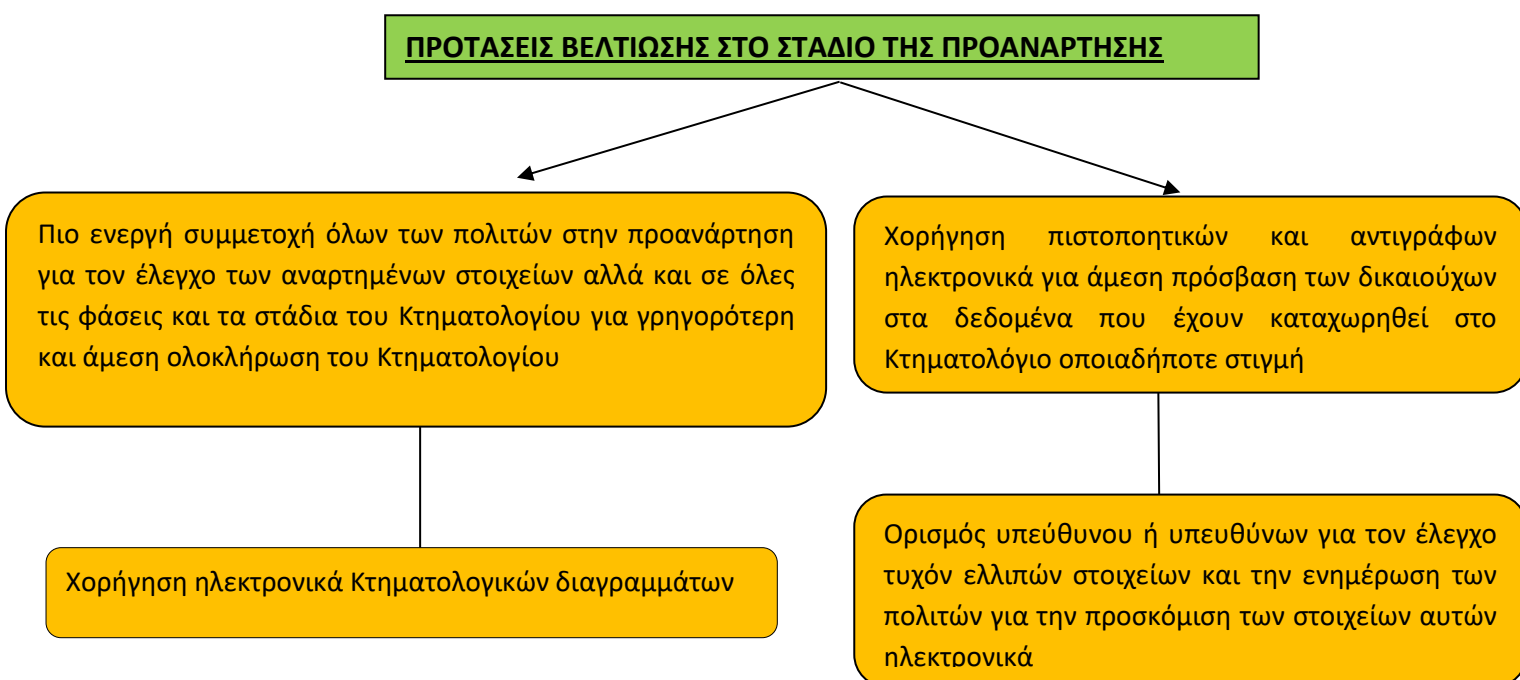 ΠΡΟΤΑΣΕΙΣ ΒΕΛΤΙΩΣΗΣ ΣΤΟ ΣΤΑΔΙΟ ΤΗΣ ΠΡΟΑΝΑΡΤΗΣΗΣ
Πιο ενεργή συμμετοχή όλων των πολιτών στην προανάρτηση
για τον έλεγχο των αναρτημένων στοιχείων αλλά και σε όλες
τις φάσεις και τα στάδια του Κτηματολογίου για γρηγορότερη
και άμεση ολοκλήρωση του Κτηματολογίου
Χορήγηση ηλεκτρονικά Κτηματολογικών διαγραμμάτων
Χορήγηση πιστοποητικών και αντιγράφων
ηλεκτρονικά για άμεση πρόσβαση των δικαιούχων
στα δεδομένα που έχουν καταχωρηθεί στο
Κτηματολόγιο οποιαδήποτε στιγμή
Ορισμός υπεύθυνου ή υπευθύνων για τον έλεγχο
τυχόν ελλιπών στοιχείων και την ενημέρωση των
πολιτών για την προσκόμιση των στοιχείων αυτών
ηλεκτρονικά